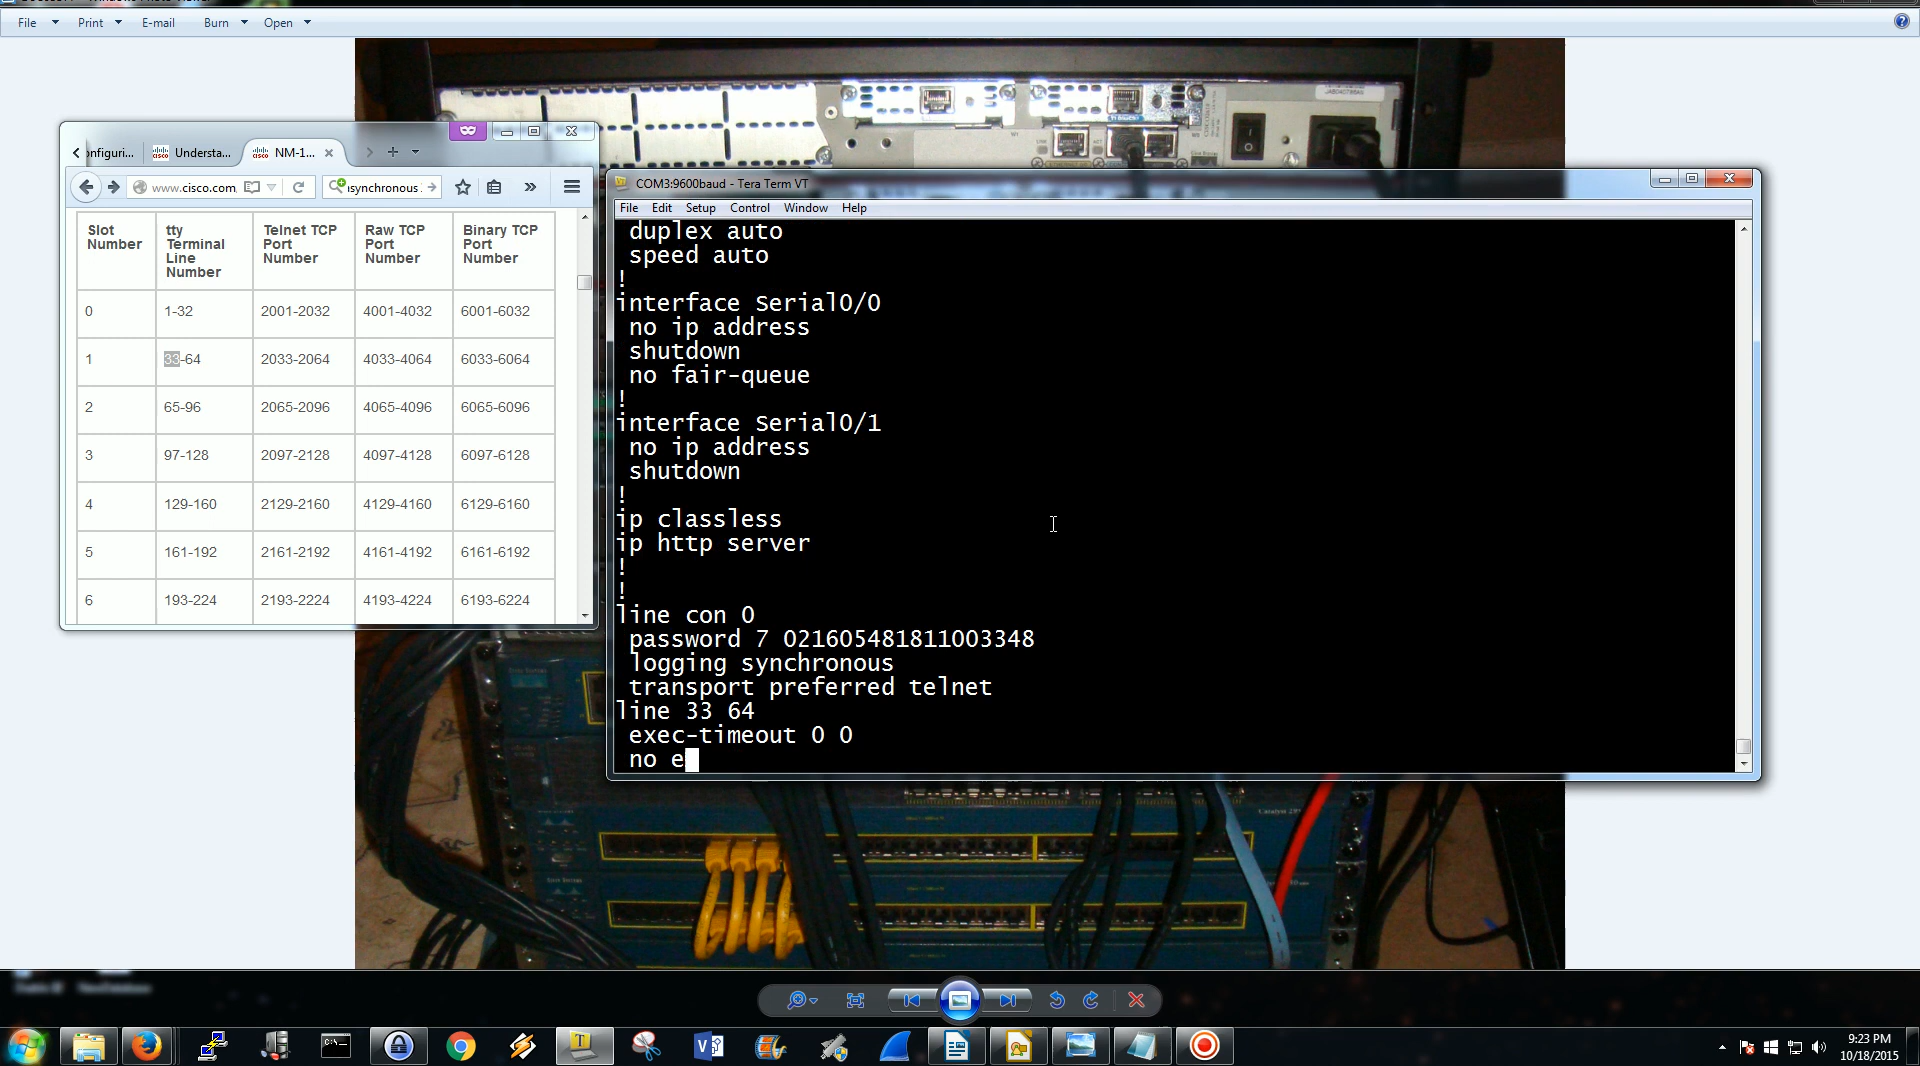 File Print E-mail Burn Open
onfiguri... Understa... NM-1...
www.cisco.com synchronous
Slot Number tty Terminal Line Number Telnet TCP Port Number Raw TCP Port Number Binary TCP Port Number
0 1-32 2001-2032 4001-4032 6001-6032
1 33-64 2033-2064 4033-4064 6033-6064
2 65-96 2065-2096 4065-4096 6065-6096
3 97-128 2097-2128 4097-4128 6097-6128
4 129-160 2129-2160 4129-4160 6129-6160
5 161-192 2161-2192 4161-4192 6161-6192
6 193-224 2193-2224 4193-4224 6193-6224
COM3:9600baud - Tera Term VT
File Edit Setup Control Window Help
duplex auto
speed auto
!
interface Serial0/0
no ip address
shutdown
no fair-queue
!
interface Serial0/1
no ip address
shutdown
!
ip classless
ip http server
!
!
line con 0
password 7 021605481811003348
logging synchronous
transport preferred telnet
line 33 64
exec-timeout 0 0
no e
9:23 PM
10/18/2015